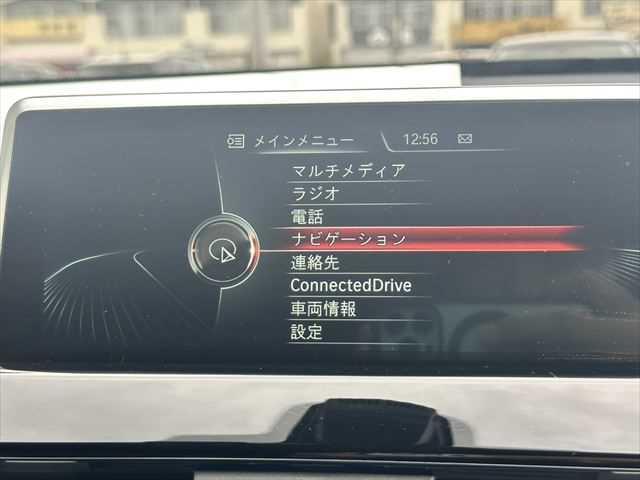 メインメニュー 12:56
マルチメディア
ラジオ
電話
ナビゲーション
連絡先
ConnectedDrive
車両情報
設定